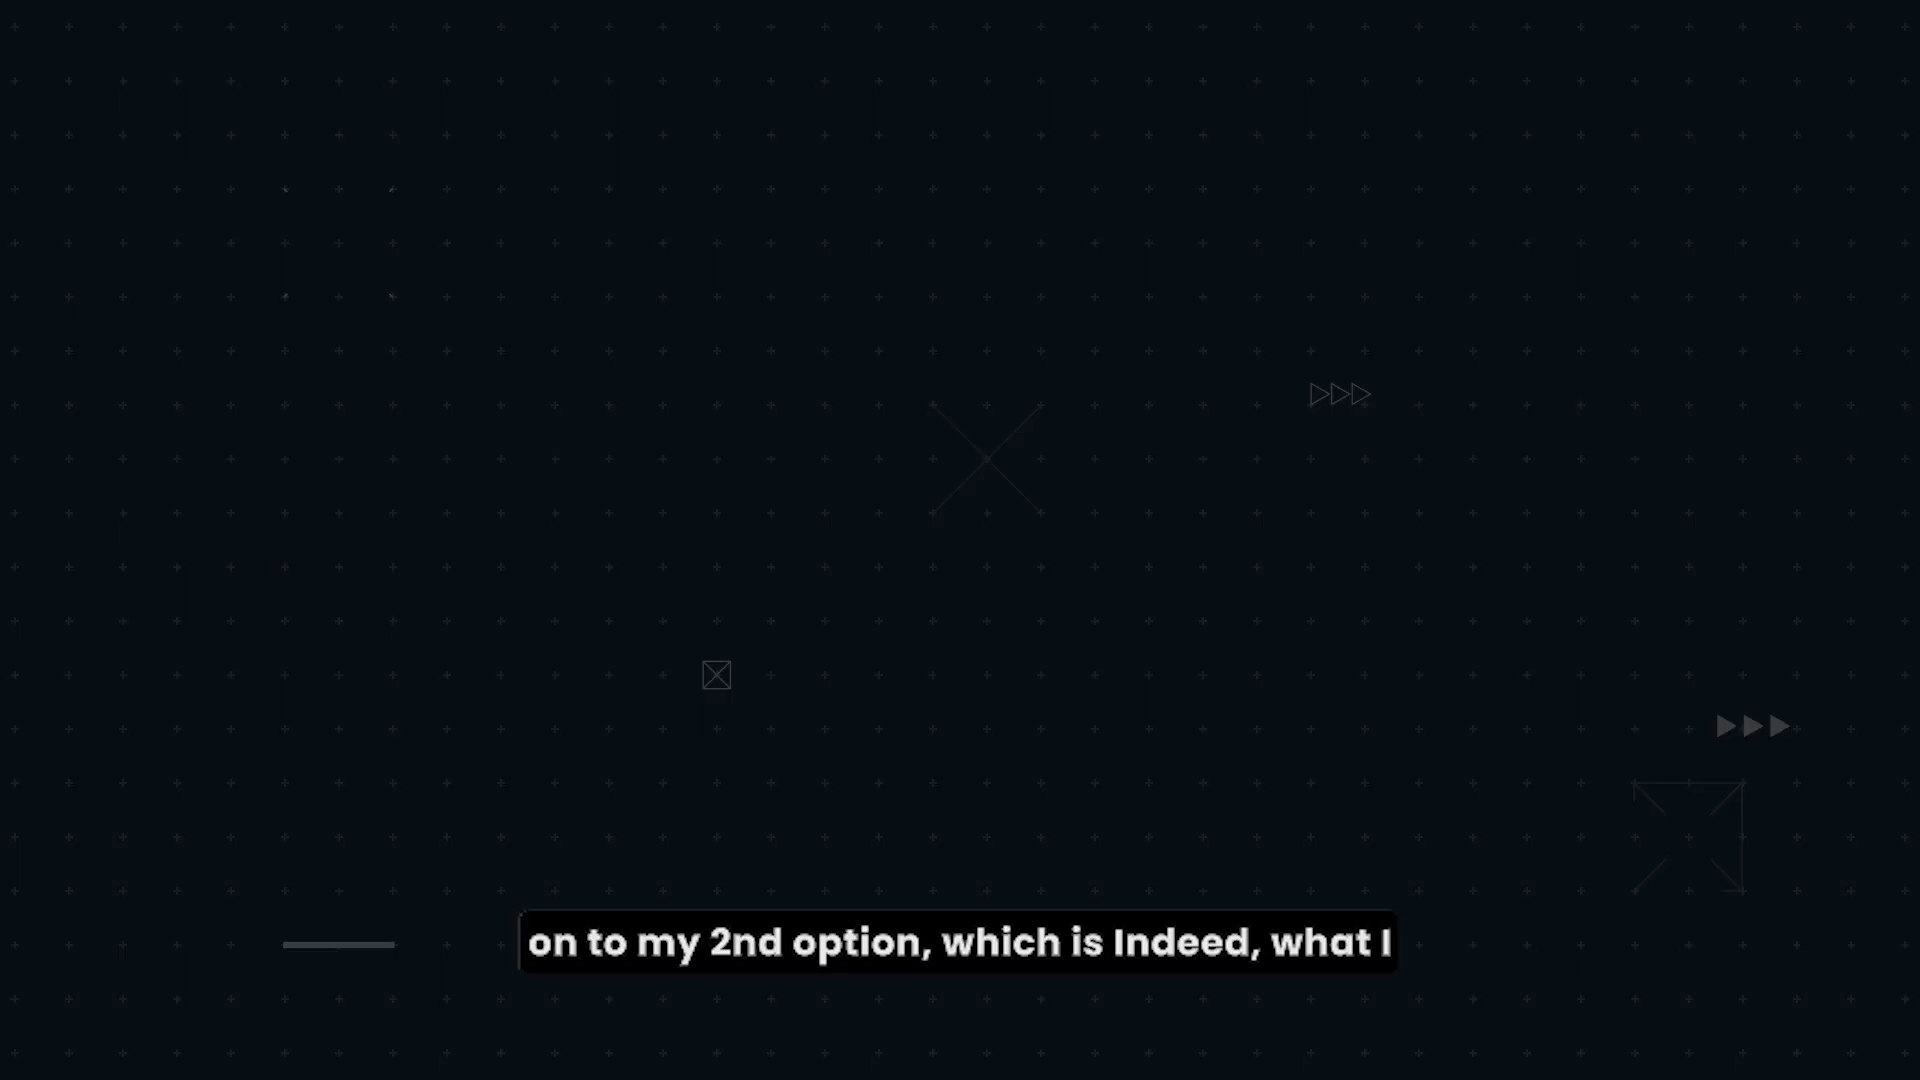 on to my 2nd option, which is Indeed, what I